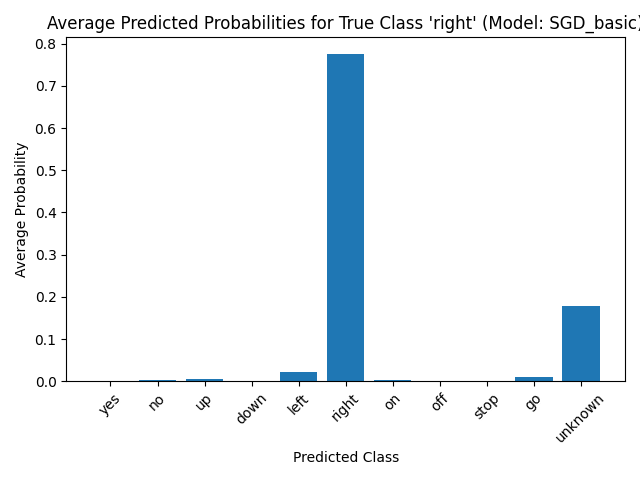 Average Predicted Probabilities for True Class 'right' (Model: SGD_basic)
0.8
0.7
0.6
0.5
0.4
0.3
0.2
0.1
0.0
Average Probability
yes
no
up
down
left
right
on
off
stop
go
unknown
Predicted Class